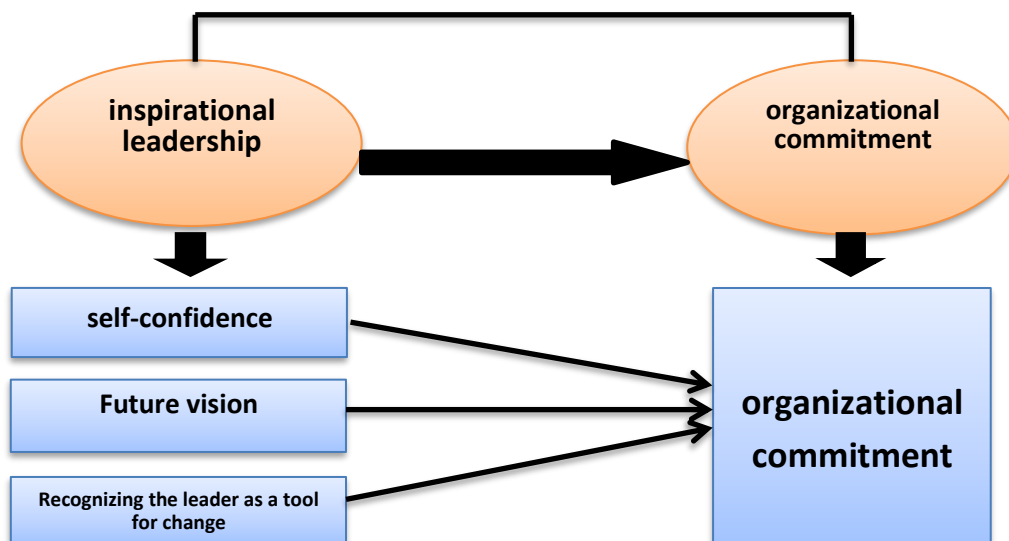 inspirational
leadership
organizational
commitment
self-confidence
Future vision
Recognizing the leader as a tool
for change
organizational
commitment